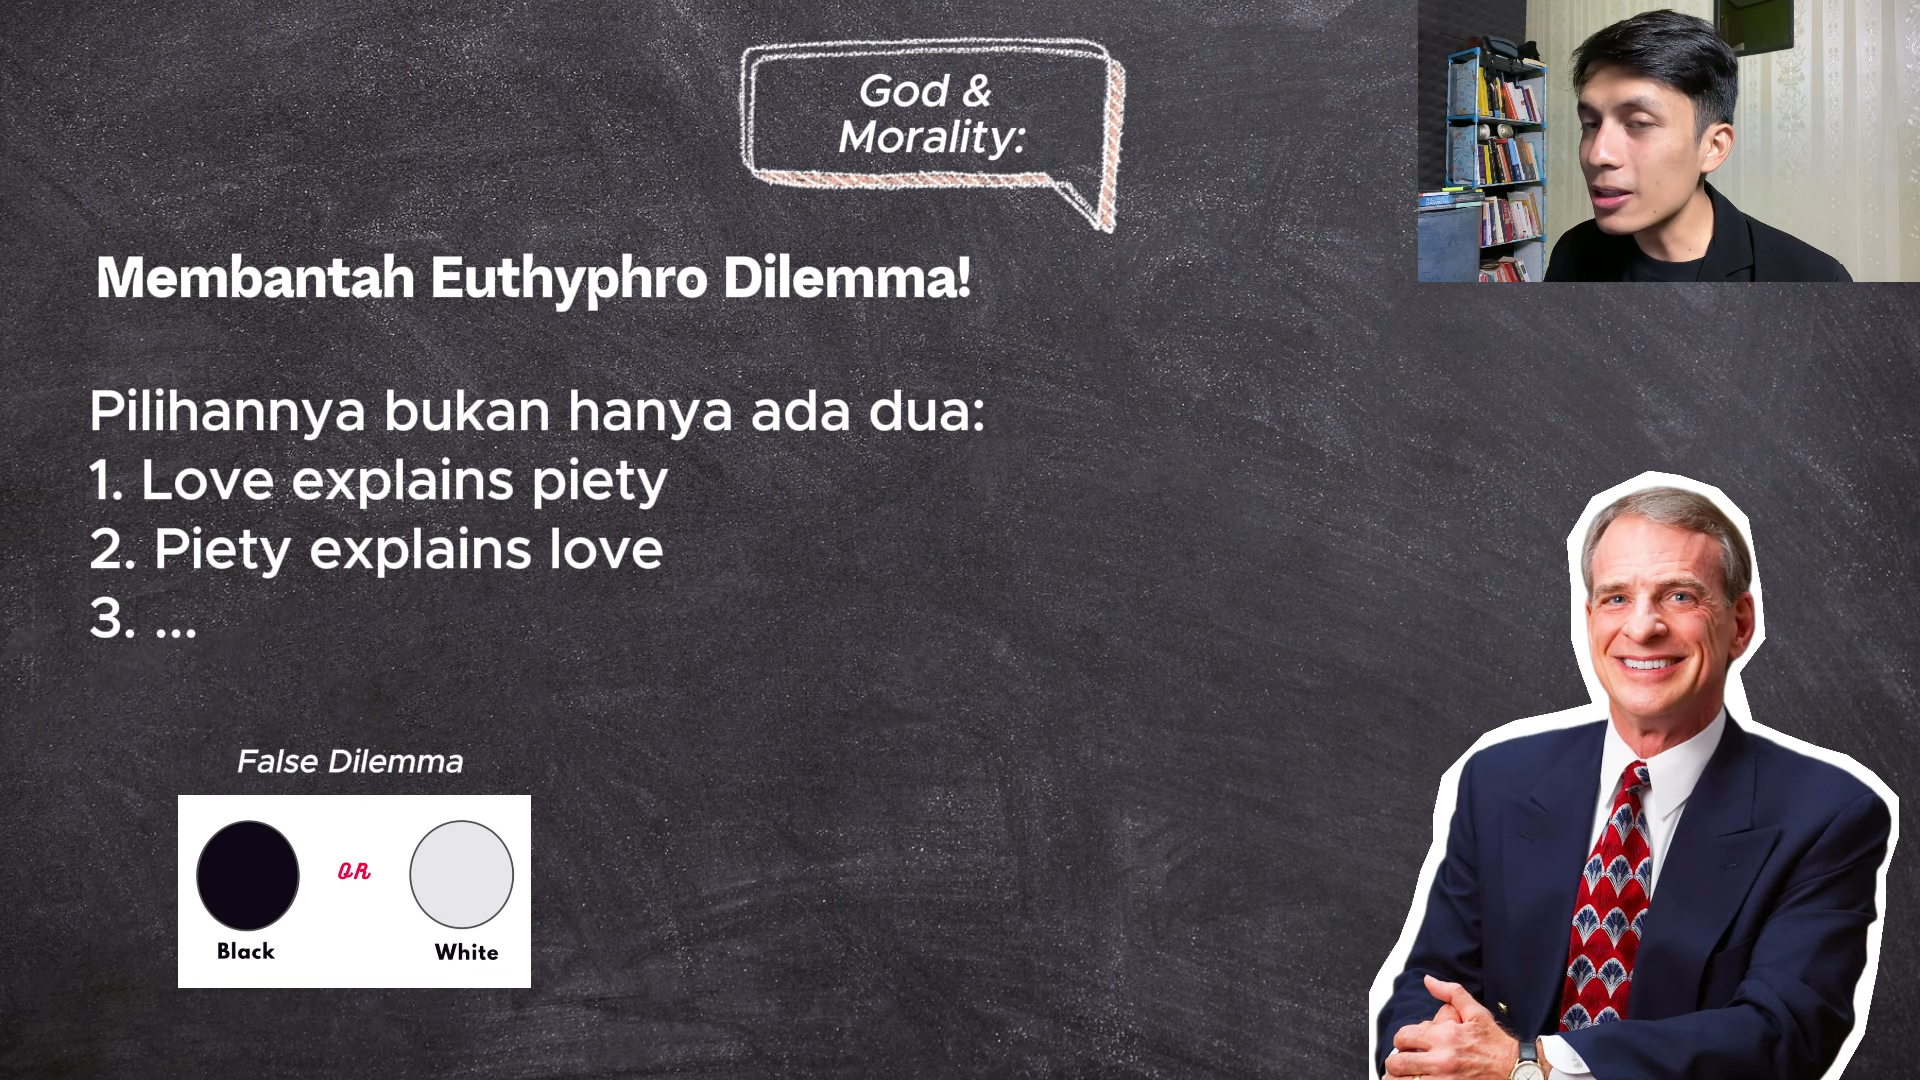 God &
Morality:
Membantah Euthyphro Dilemma!
Pilihannya bukan hanya ada dua:
1. Love explains piety
2. Piety explains love
3. ...
False Dilemma
OR
Black
White